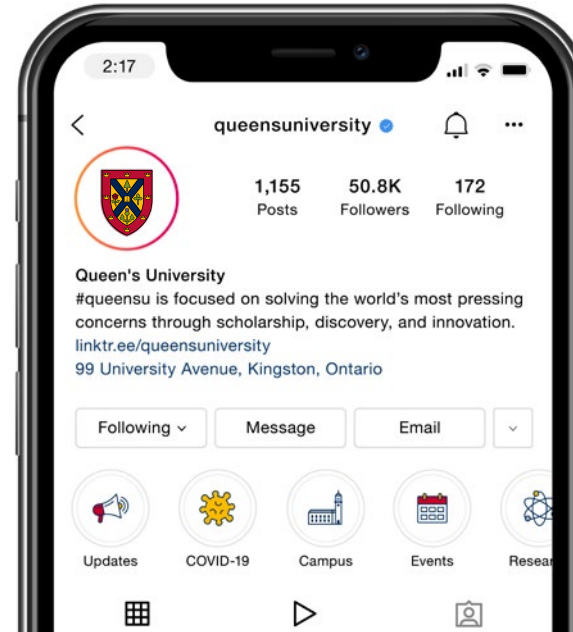 2:17
queensuniversity
1,155 50.8K 172
Posts Followers Following
Queen's University
#queensu is focused on solving the world's most pressing
concerns through scholarship, discovery, and innovation.
linktr.ee/queensuniversity
99 University Avenue, Kingston, Ontario
Following Message Email
Updates COVID-19 Campus Events Resear